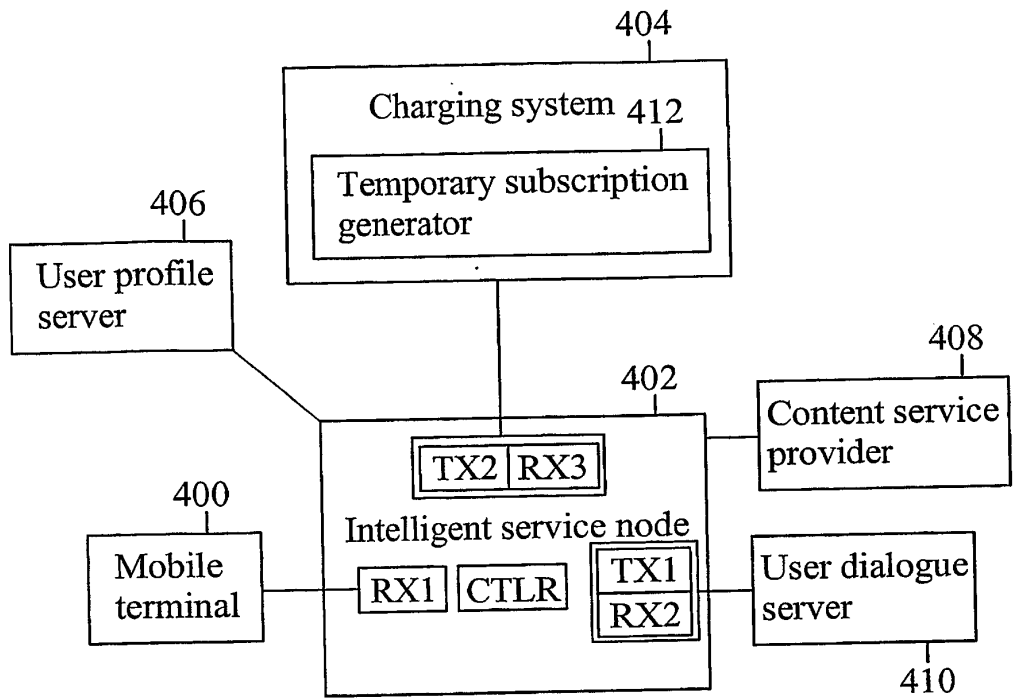 404
Charging system
412
Temporary subscription
generator
406
User profile
server
408
Content service
provider
402
TX2 RX3
Intelligent service node
400
Mobile
terminal
RX1 CTLR
TX1
RX2
User dialogue
server
410